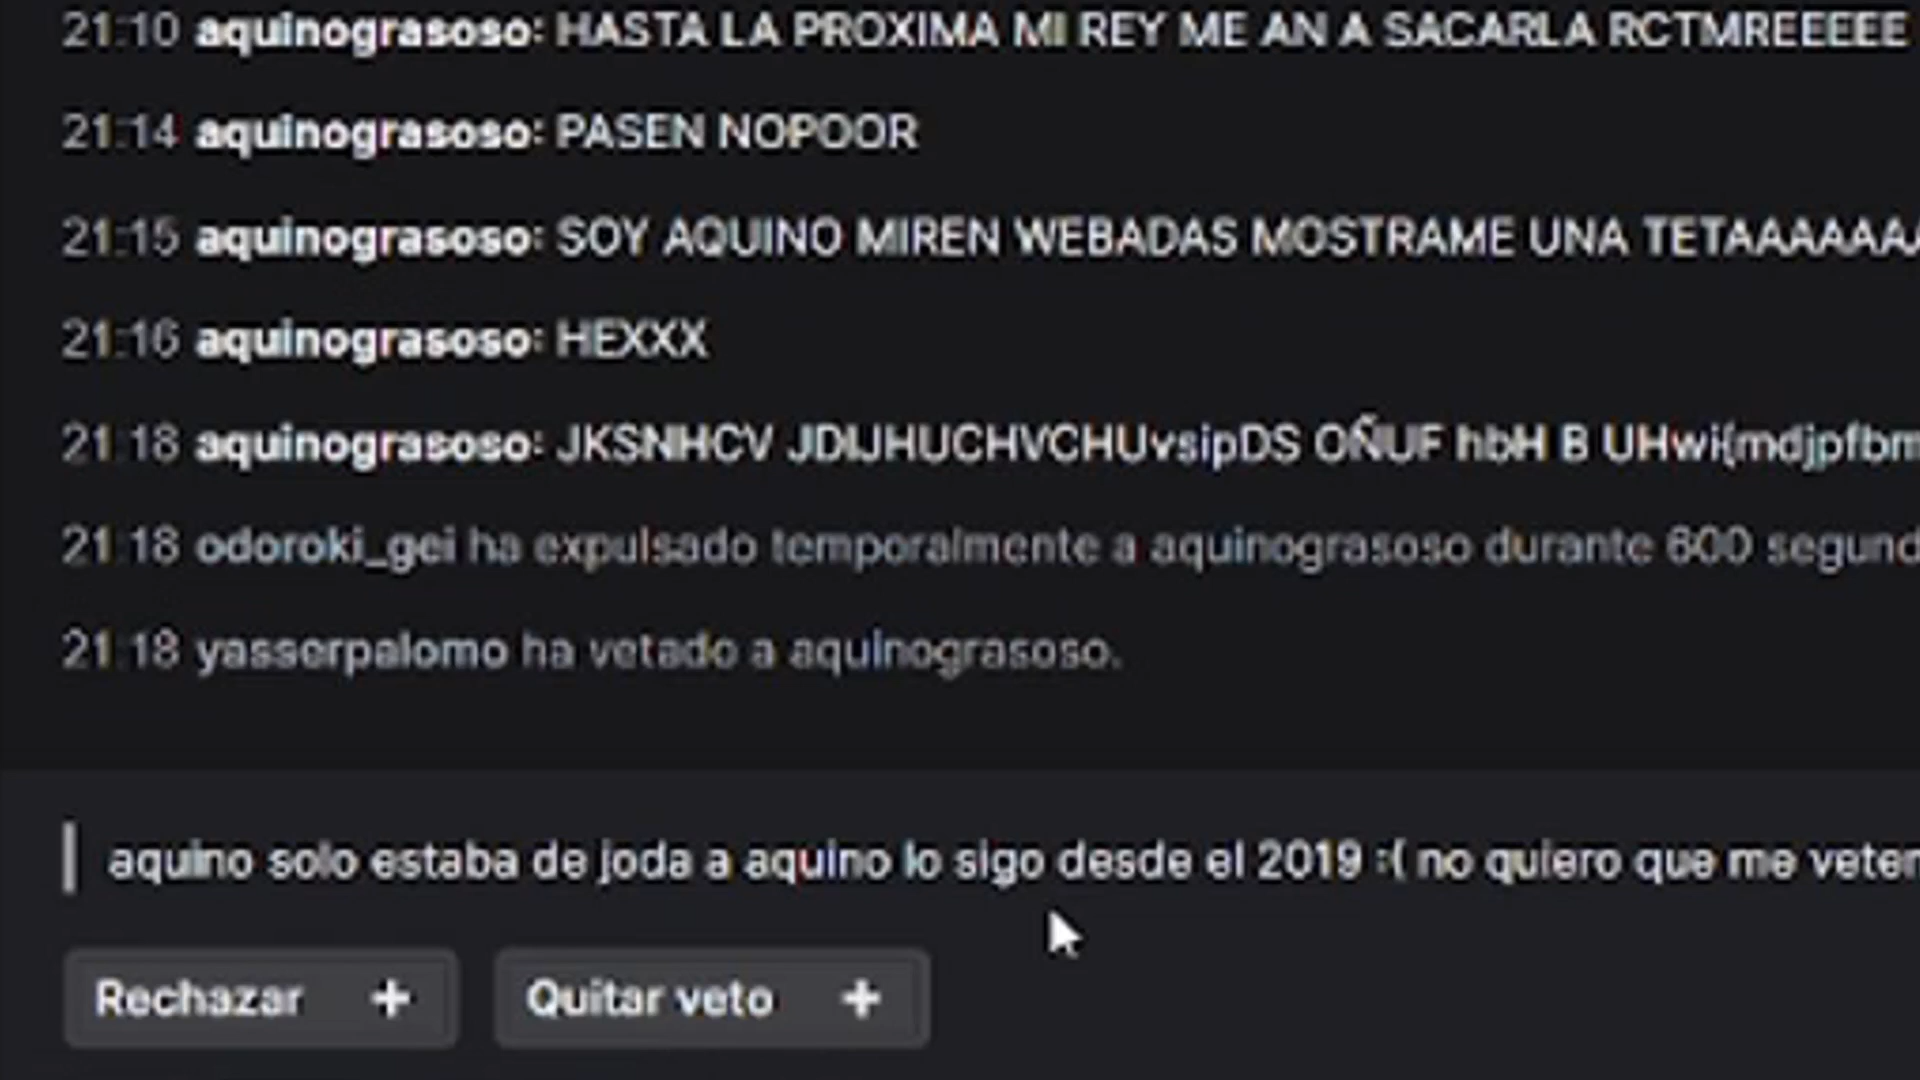 21:10 aquinograsoso: HASTA LA PROXIMA MI REY ME AN A SACARLA RCTMREEEEE
21:14 aquinograsoso: PASEN NOPOOR
21:15 aquinograsoso: SOY AQUINO MIREN WEBADAS MOSTRAME UNA TETAAAAAAA
21:16 aquinograsoso: HEXXX
21:18 aquinograsoso: JKSNHCV JDIJHUCHVCHUvsipDS OÑUF hbH B UHwi{mdjpfbm
21:18 odoroki_gei ha expulsado temporalmente a aquinograsoso durante 600 segund
21:18 yasserpalomo ha vetado a aquinograsoso.
aquino solo estaba de joda a aquino lo sigo desde el 2019 :( no quiero que me veten
Rechazar + Quitar veto +